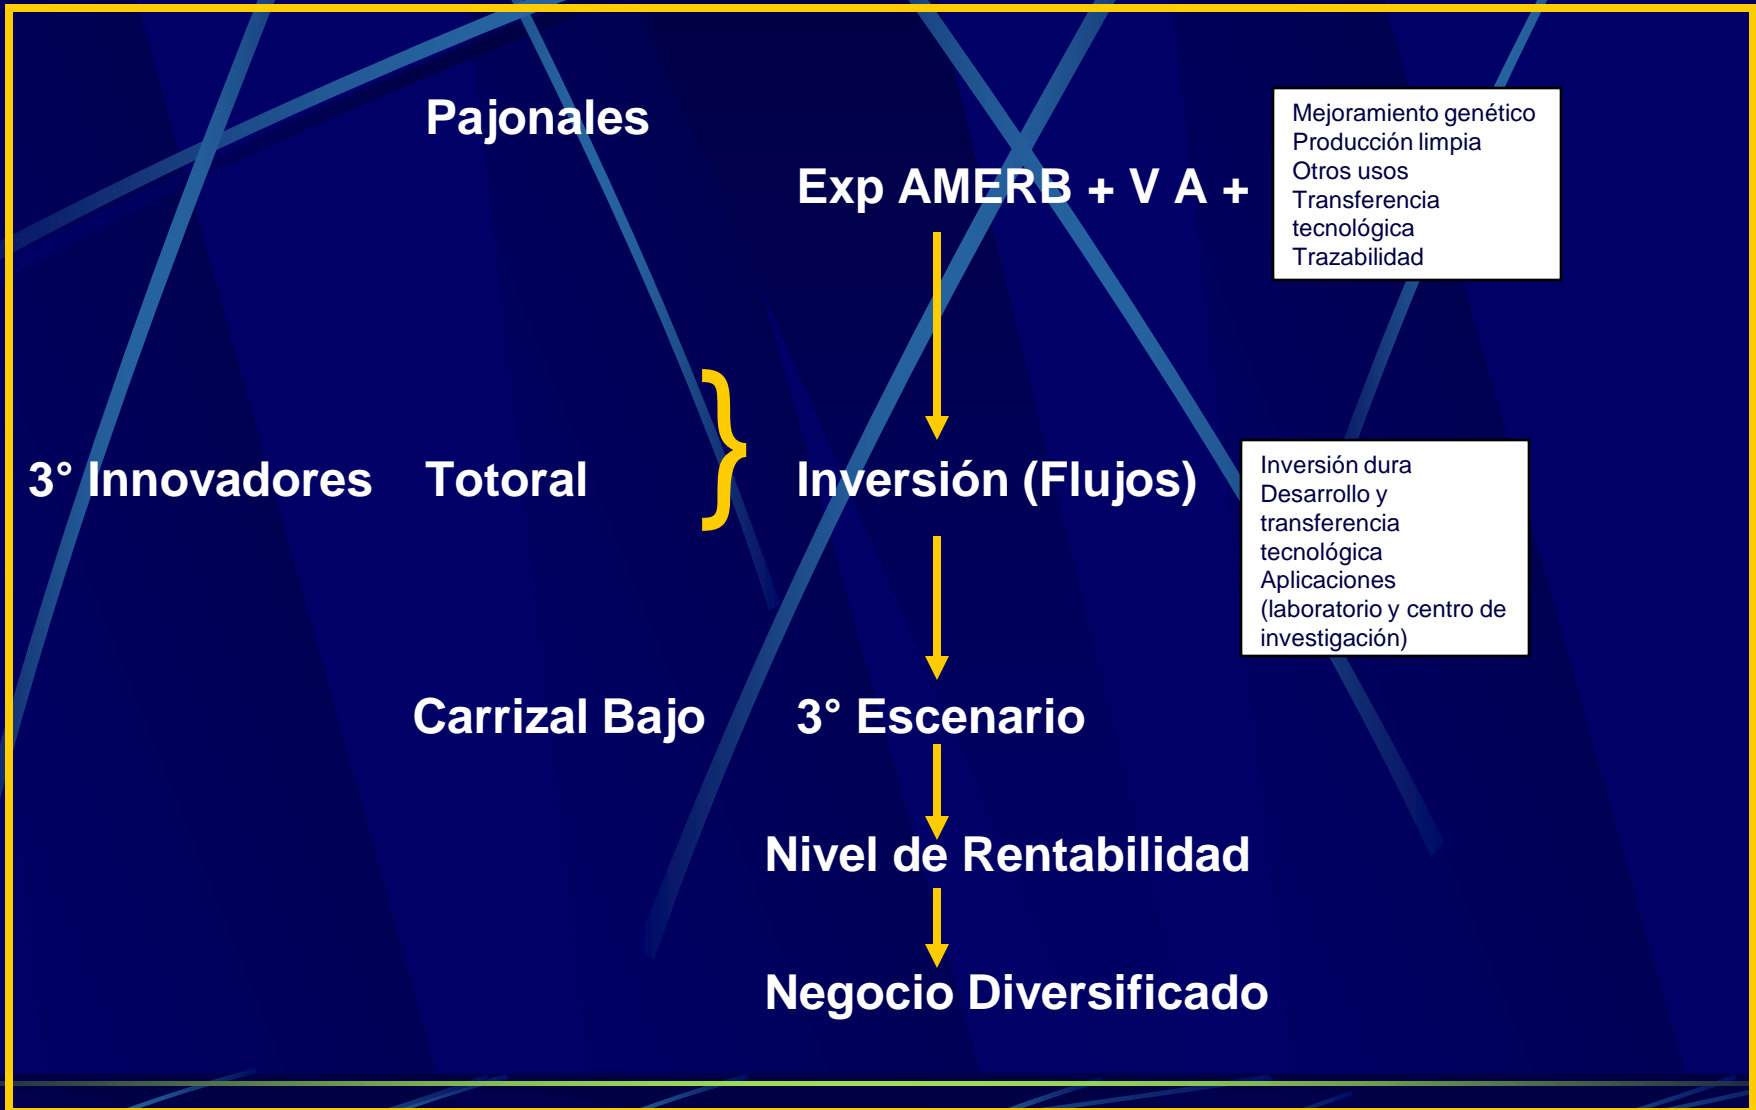 Pajonales
Exp AMERB + V A +
Mejoramiento genético
Producción limpia
Otros usos
Transferencia
tecnológica
Trazabilidad
3° Innovadores
Totoral
}
Inversión (Flujos)
Inversión dura
Desarrollo y
transferencia
tecnológica
Aplicaciones
(laboratorio y centro de
investigación)
Carrizal Bajo
3° Escenario
Nivel de Rentabilidad
Negocio Diversificado